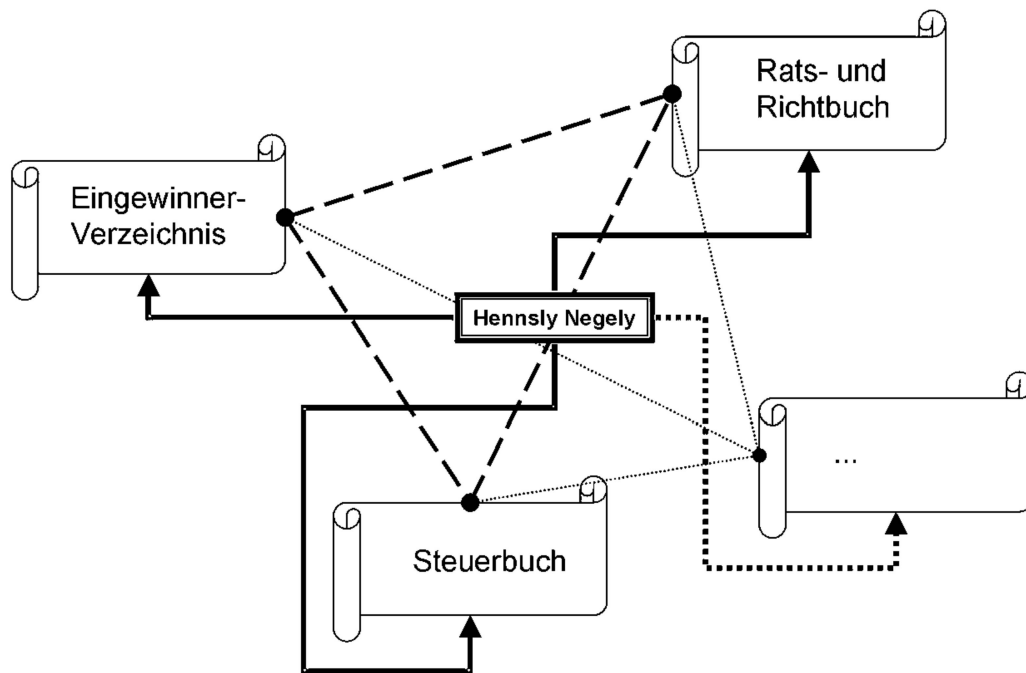 Rats- und
Richtbuch
Eingewinner-
Verzeichnis
Hennsly Negely
...
Steuerbuch